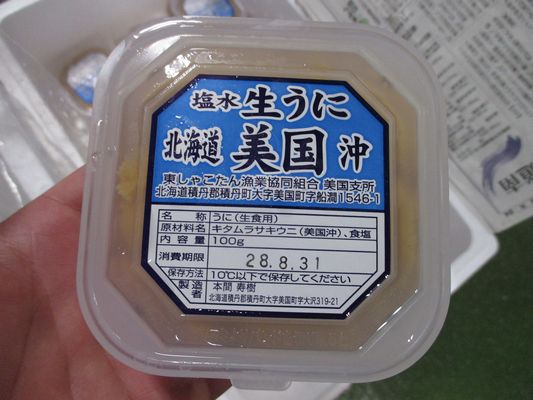 塩水 生うに
北海道 美国 沖
東しゃこたん漁業協同組合 美国支所
北海道積丹郡積丹町大字美国町字船澗1546-1
名称 うに(生食用)
原材料名 キタムラサキウニ(美国沖)、食塩
内容量 100g
消費期限 28.8.31
保存方法 10℃以下で保存してください
製造者 本間 寿樹
北海道積丹郡積丹町大字美国町字大沢319-21